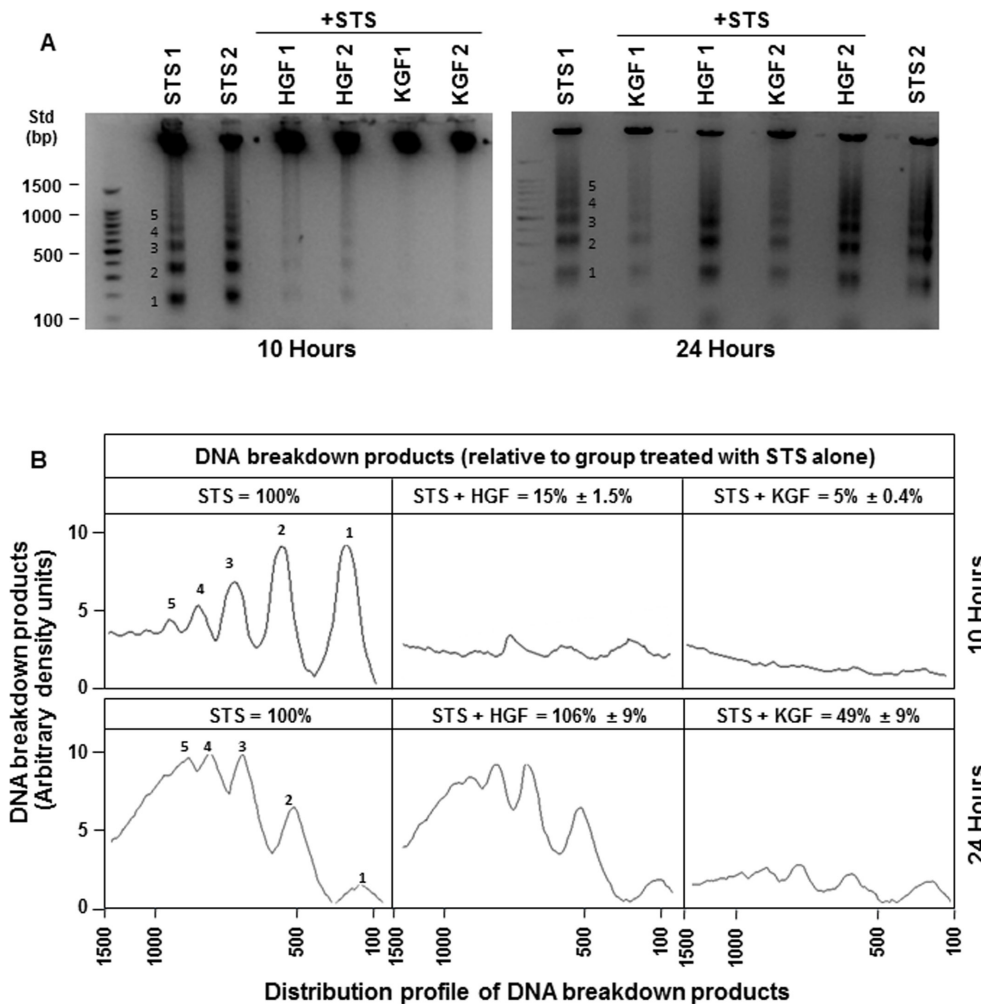 A
+STS
STS 1
STS 2
HGF 1
HGF 2
KGF1
KGF 2
Std
(bp)
1500
1000
500
100
5
4
3
2
1
10 Hours
+STS
STS 1
KGF 1
HGF 1
KGF 2
HGF 2
STS 2
5
4
3
2
1
24 Hours
B
DNA breakdown products (relative to group treated with STS alone)
STS = 100%
STS + HGF = 15% ± 1.5%
STS + KGF = 5% ± 0.4%
10
5
0
5
4
3
2
1
10 Hours
STS = 100%
STS + HGF = 106% ± 9%
STS + KGF = 49% ± 9%
10
5
0
5
4
3
2
1
24 Hours
DNA breakdown products
(Arbitrary density units)
1500
1000
500
100
1500
1000
500
100
1500
1000
500
100
Distribution profile of DNA breakdown products